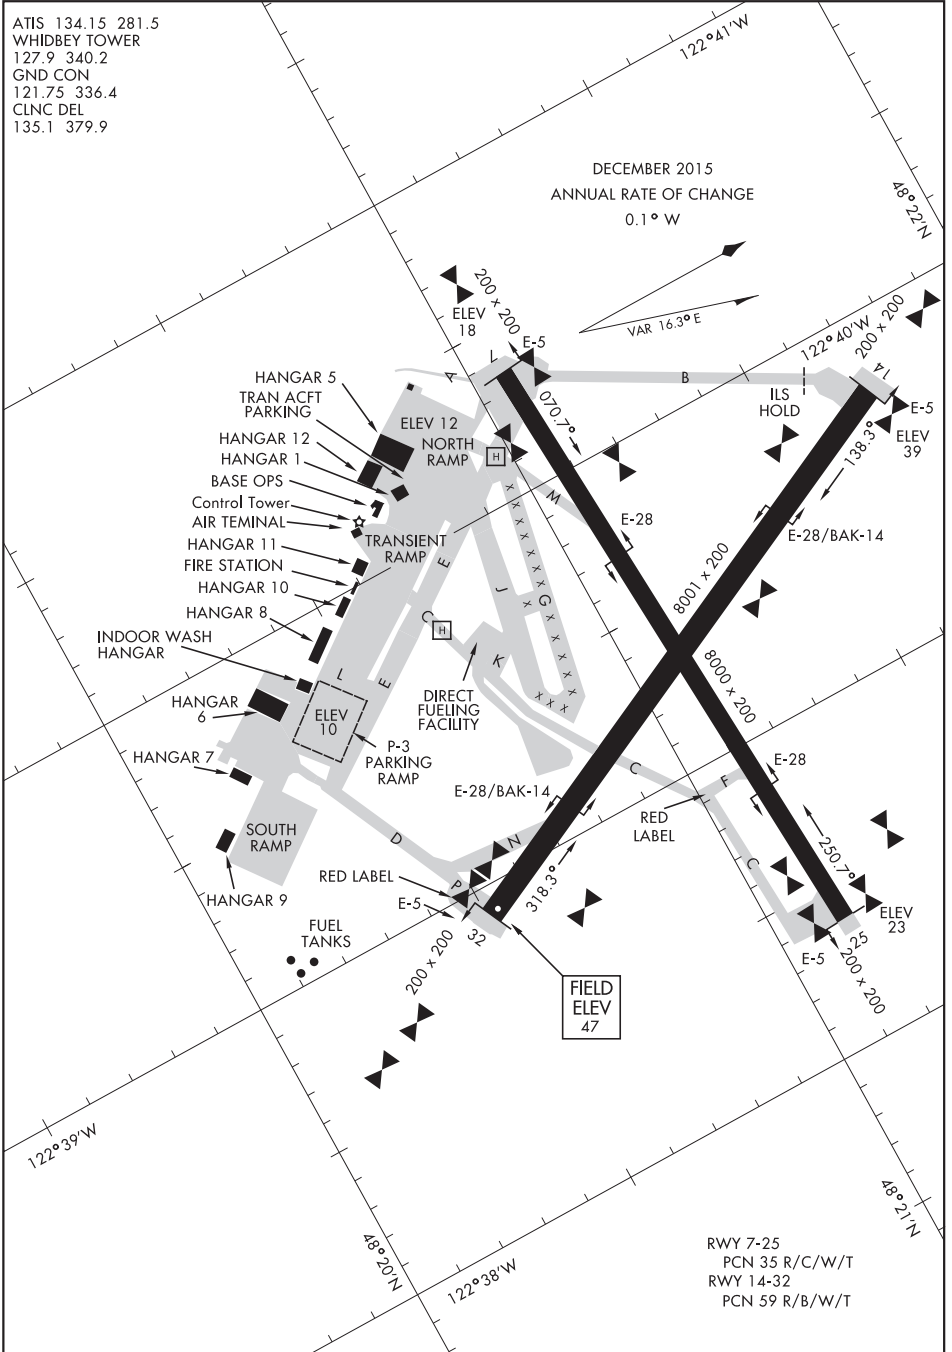 ATIS 134.15 281.5
WHIDBEY TOWER
127.9 340.2
GND CON
121.75 336.4
CLNC DEL
135.1 379.9
122°41'W
DECEMBER 2015
ANNUAL RATE OF CHANGE
0.1° W
48°22'N
VAR 16.3° E
200 x 200
ELEV
18
E-5
A
L
B
122°40'W
200 x 200
14
ILS
HOLD
E-5
ELEV
39
HANGAR 5
TRAN ACFT
PARKING
HANGAR 12
HANGAR 1
BASE OPS
Control Tower
AIR TEMINAL
HANGAR 11
FIRE STATION
HANGAR 10
HANGAR 8
INDOOR WASH
HANGAR
HANGAR
6
HANGAR 7
HANGAR 9
ELEV 12
NORTH
RAMP
H
070.7°
138.3°
M
E-28
E-28/BAK-14
TRANSIENT
RAMP
E
X X X X X X X X X X
J
X X
G
X X X
8001 x 200
8000 x 200
C
H
K
L
E
DIRECT
FUELING
FACILITY
ELEV
10
P-3
PARKING
RAMP
C
E-28/BAK-14
E-28
F
RED
LABEL
SOUTH
RAMP
D
N
C
RED LABEL
P
E-5
318.3°
250.7°
ELEV
23
32
25
E-5
200 x 200
200 x 200
FUEL
TANKS
FIELD
ELEV
47
122°39'W
48°21'N
48°20'N
122°38'W
RWY 7-25
PCN 35 R/C/W/T
RWY 14-32
PCN 59 R/B/W/T